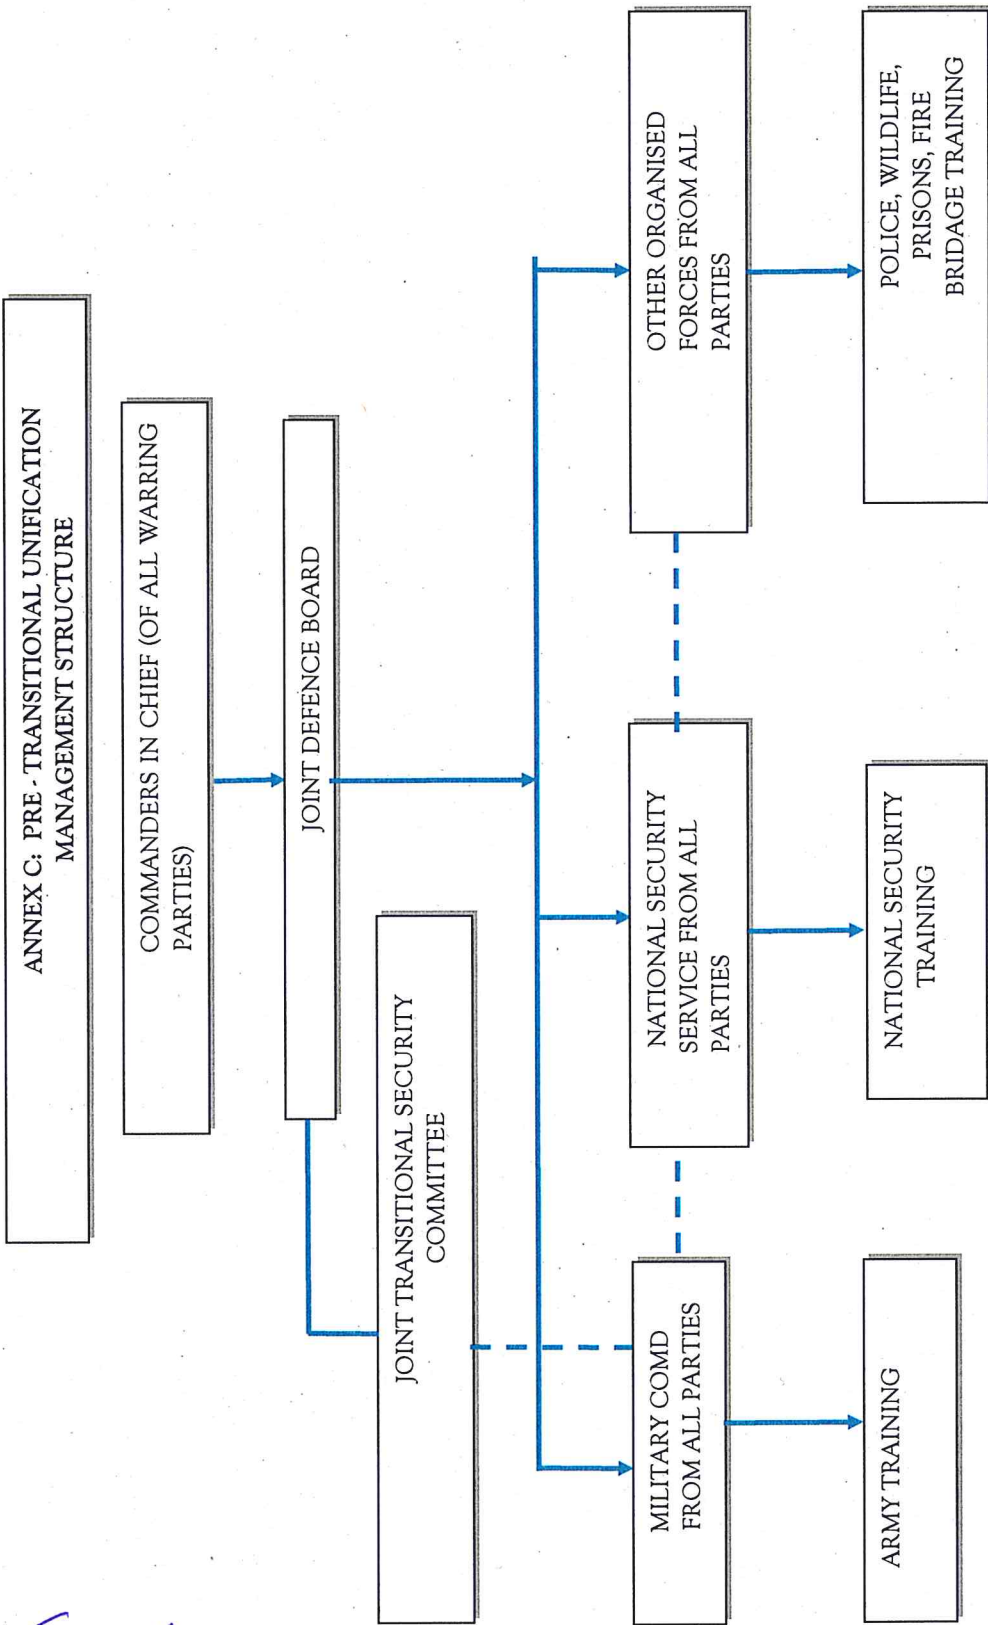 ANNEX C: PRE - TRANSITIONAL UNIFICATION
MANAGEMENT STRUCTURE
COMMANDERS IN CHIEF (OF ALL WARRING
PARTIES)
JOINT DEFENCE BOARD
JOINT TRANSITIONAL SECURITY
COMMITTEE
MILITARY COMD
FROM ALL PARTIES
NATIONAL SECURITY
SERVICE FROM ALL
PARTIES
OTHER ORGANISED
FORCES FROM ALL
PARTIES
ARMY TRAINING
NATIONAL SECURITY
TRAINING
POLICE, WILDLIFE,
PRISONS, FIRE
BRIDAGE TRAINING